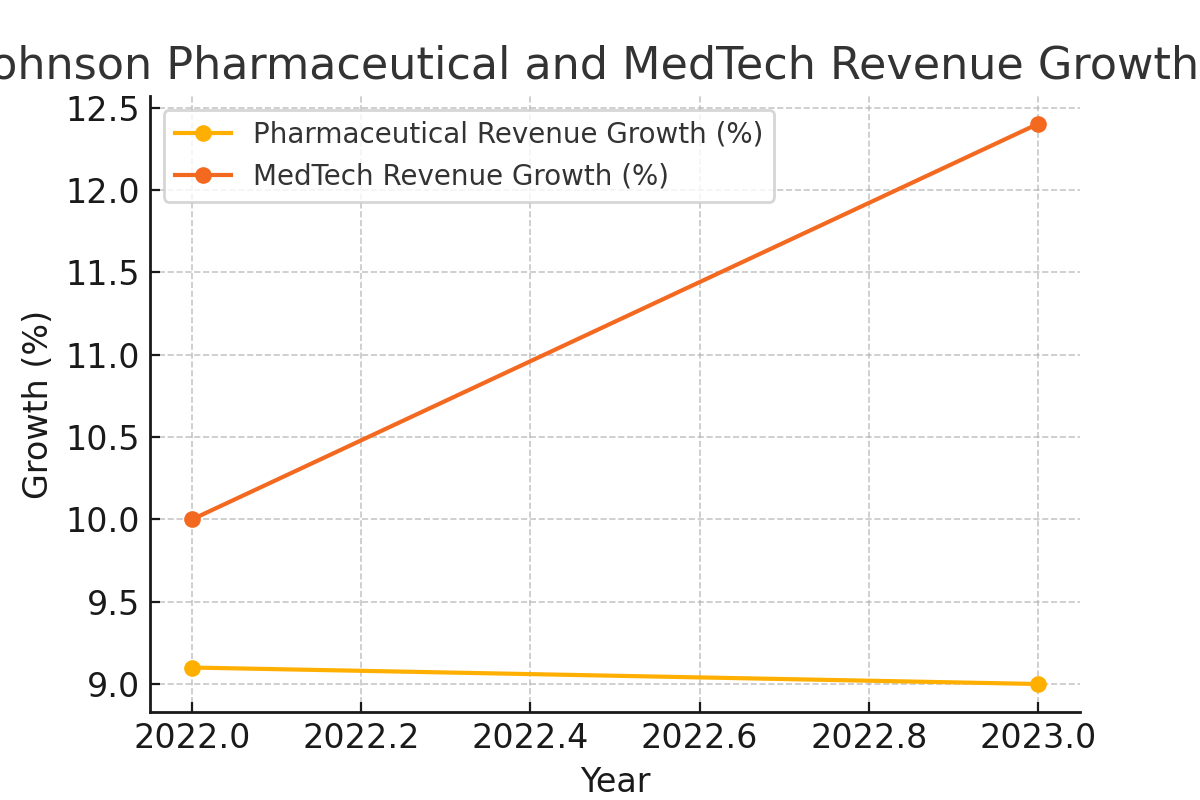 ohnson Pharmaceutical and MedTech Revenue Growth
12.5
12.0
11.5
11.0
10.5
10.0
9.5
9.0
Growth (%)
Pharmaceutical Revenue Growth (%)
MedTech Revenue Growth (%)
2022.0 2022.2 2022.4 2022.6 2022.8 2023.0
Year